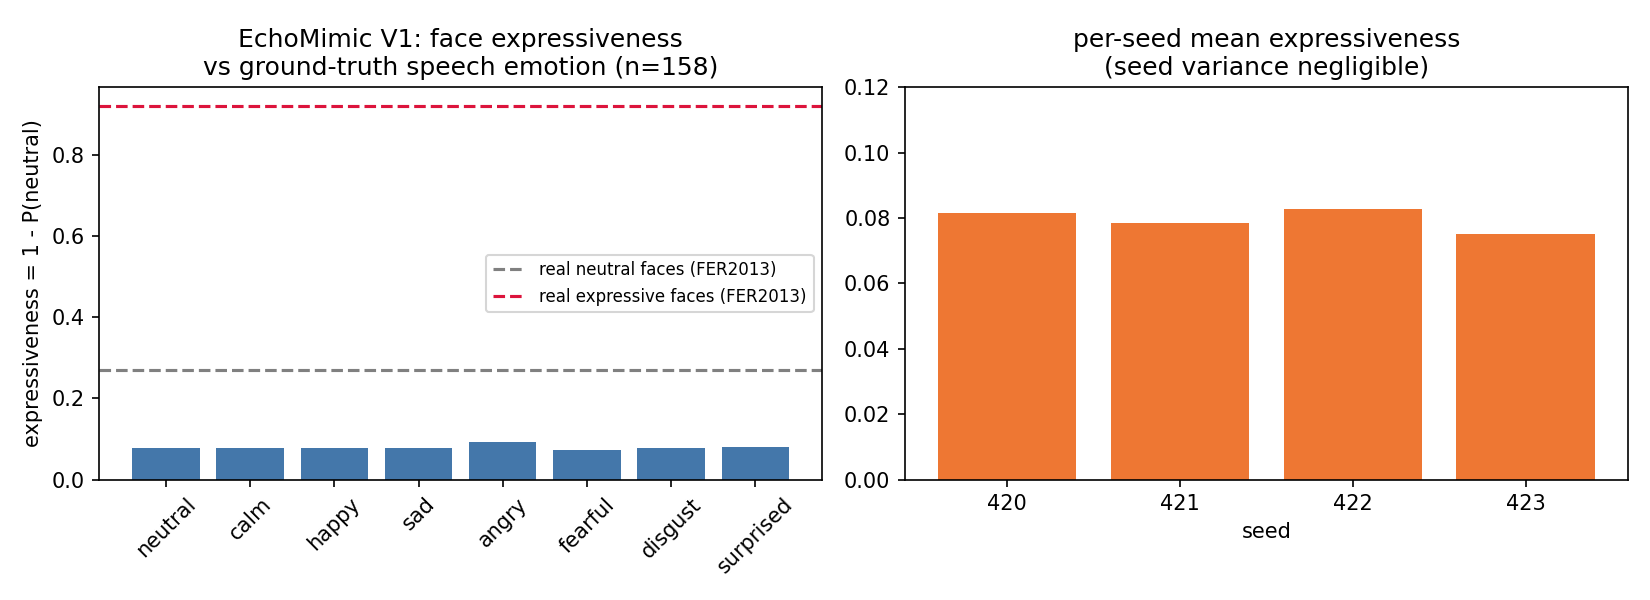 EchoMimic V1: face expressiveness
vs ground-truth speech emotion (n=158)
expressiveness = 1 - P(neutral)
0.8
0.6
0.4
0.2
0.0
real neutral faces (FER2013)
real expressive faces (FER2013)
neutral
calm
happy
sad
angry
fearful
disgust
surprised
per-seed mean expressiveness
(seed variance negligible)
0.12
0.10
0.08
0.06
0.04
0.02
0.00
420
421
422
423
seed